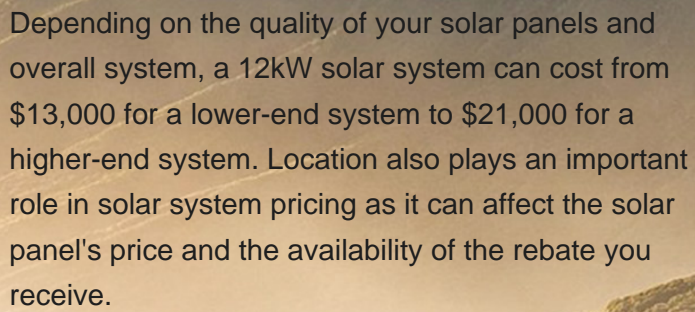 Depending on the quality of your solar panels and
overall system, a 12kW solar system can cost from
$13,000 for a lower-end system to $21,000 for a
higher-end system. Location also plays an important
role in solar system pricing as it can affect the solar
panel's price and the availability of the rebate you
receive.